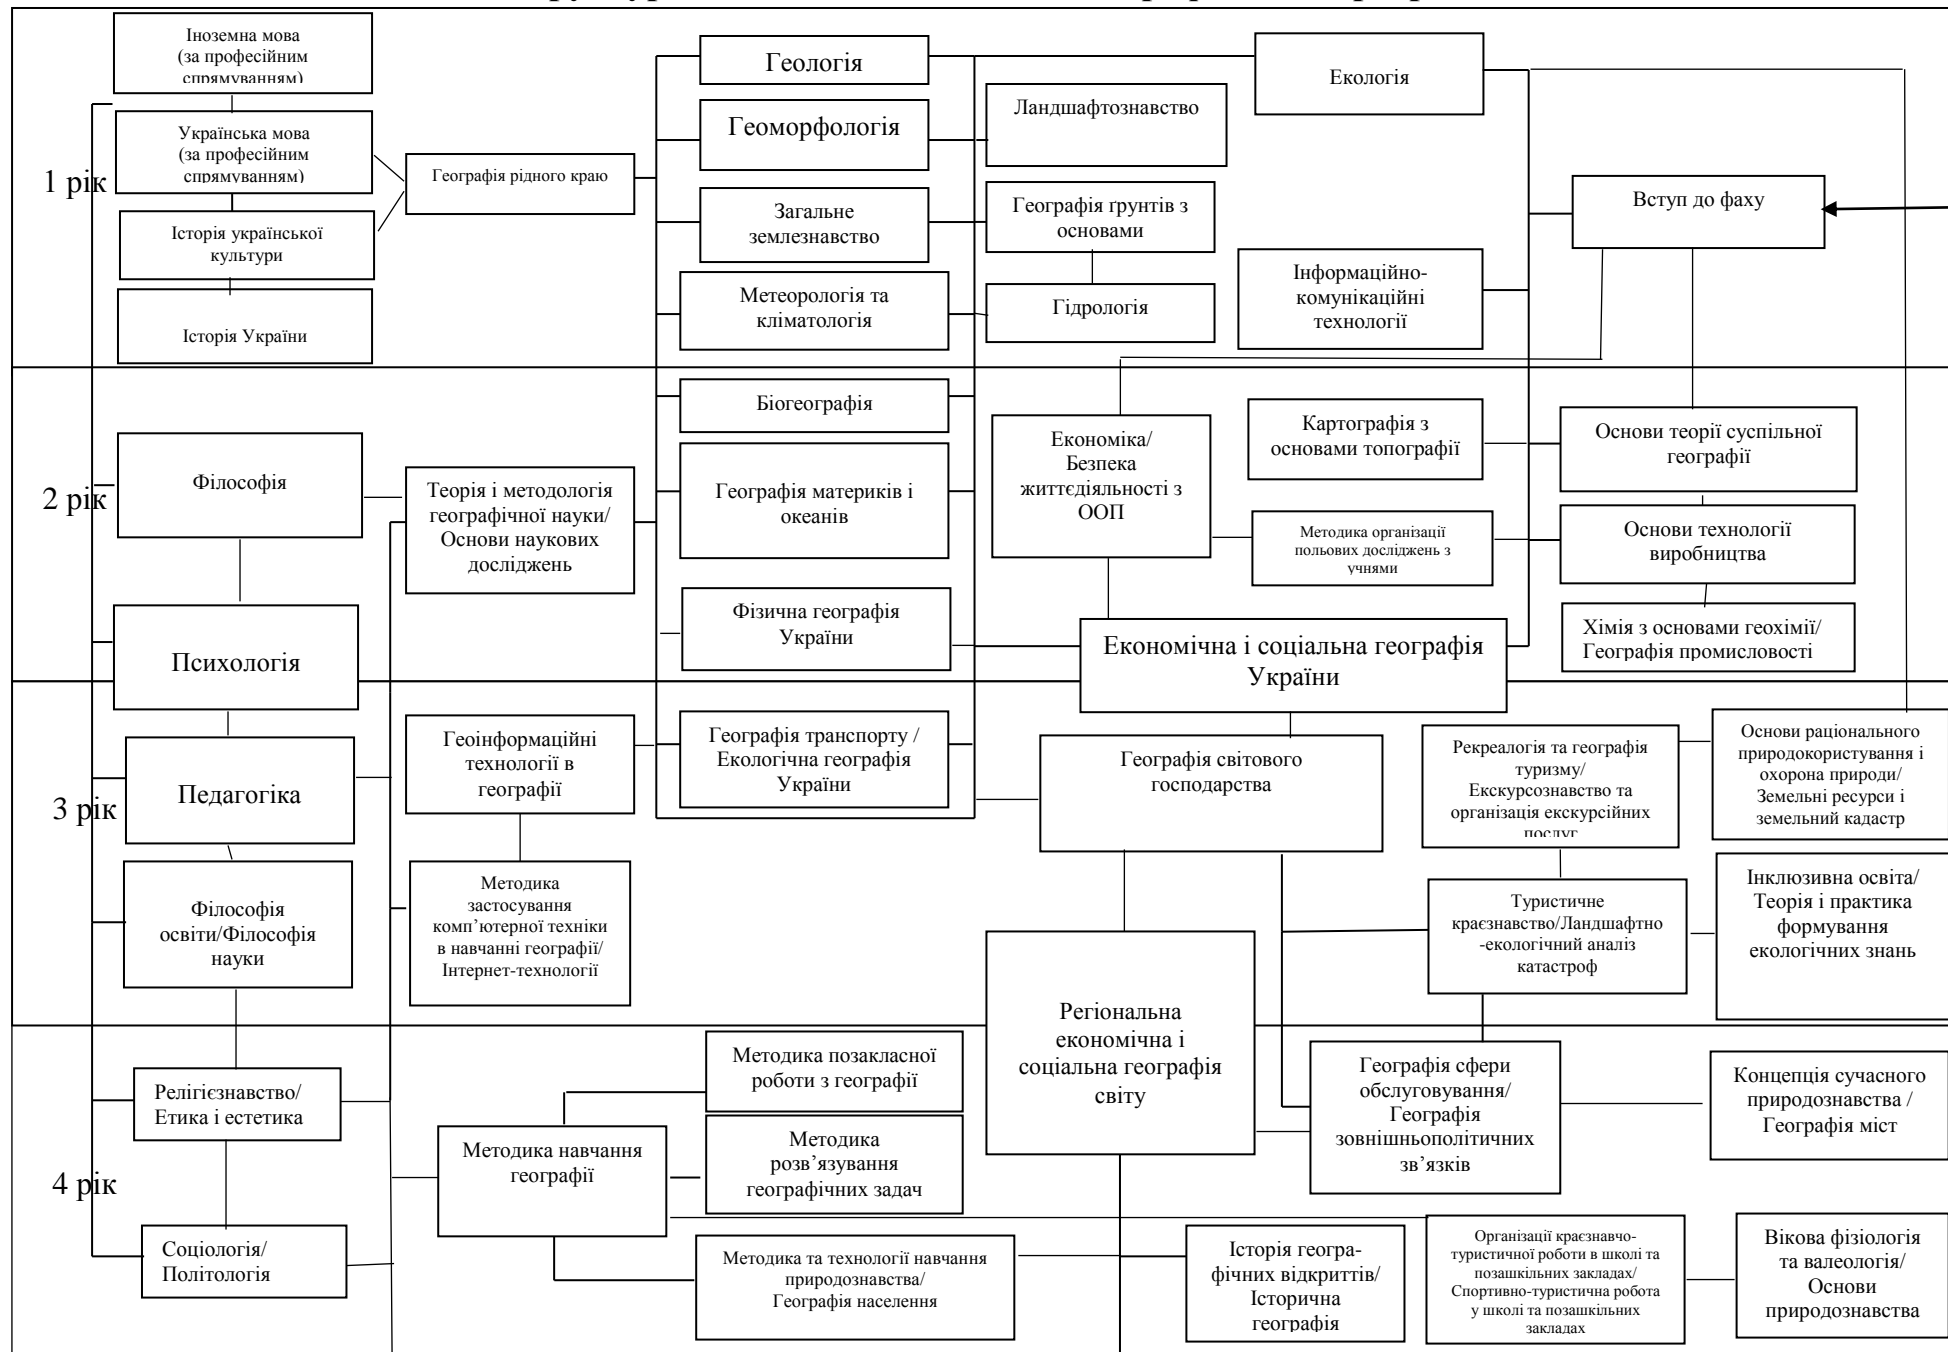 Іноземна мова
(за професійним
спрямуванням)
Українська мова
(за професійним
спрямуванням)
1 рік
Історія української
культури
Історія України
Географія рідного краю
Геологія
Геоморфологія
Загальне
землезнавство
Метеорологія та
кліматологія
Ландшафтознавство
Географія ґрунтів з
основами
Гідрологія
Екологія
Інформаційно-
комунікаційні
технології
Вступ до фаху
2 рік
Філософія
Психологія
Теорія і методологія
географічної науки/
Основи наукових
досліджень
Біогеографія
Географія материків і
океанів
Фізична географія
України
Економіка/
Безпека
життєдіяльності з
ООП
Картографія з
основами топографії
Методика організації
польових досліджень з
учнями
Основи теорії суспільної
географії
Основи технології
виробництва
Хімія з основами геохімії/
Географія промисловості
Економічна і соціальна географія
України
3 рік
Педагогіка
Філософія
освіти/Філософія
науки
Геоінформаційні
технології в
географії
Методика
застосування
комп’ютерної техніки
в навчанні географії/
Інтернет-технології
Географія транспорту /
Екологічна географія
України
Географія світового
господарства
Рекреалогія та географія
туризму/
Екскурсознавство та
організація екскурсійних
послуг
Основи раціонального
природокористування і
охорона природи/
Земельні ресурси і
земельний кадастр
Туристичне
краєзнавство/Ландшафтно
-екологічний аналіз
катастроф
Інклюзивна освіта/
Теорія і практика
формування
екологічних знань
Регіональна
економічна і
соціальна географія
світу
4 рік
Релігієзнавство/
Етика і естетика
Соціологія/
Політологія
Методика навчання
географії
Методика позакласної
роботи з географії
Методика
розв’язування
географічних задач
Методика та технології навчання
природознавства/
Географія населення
Географія сфери
обслуговування/
Географія
зовнішньополітичних
зв’язків
Концепція сучасного
природознавства /
Географія міст
Історія геогра-
фічних відкриттів/
Історична
географія
Організації краєзнавчо-
туристичної роботи в школі та
позашкільних закладах/
Спортивно-туристична робота
у школі та позашкільних
закладах
Вікова фізіологія
та валеологія/
Основи
природознавства